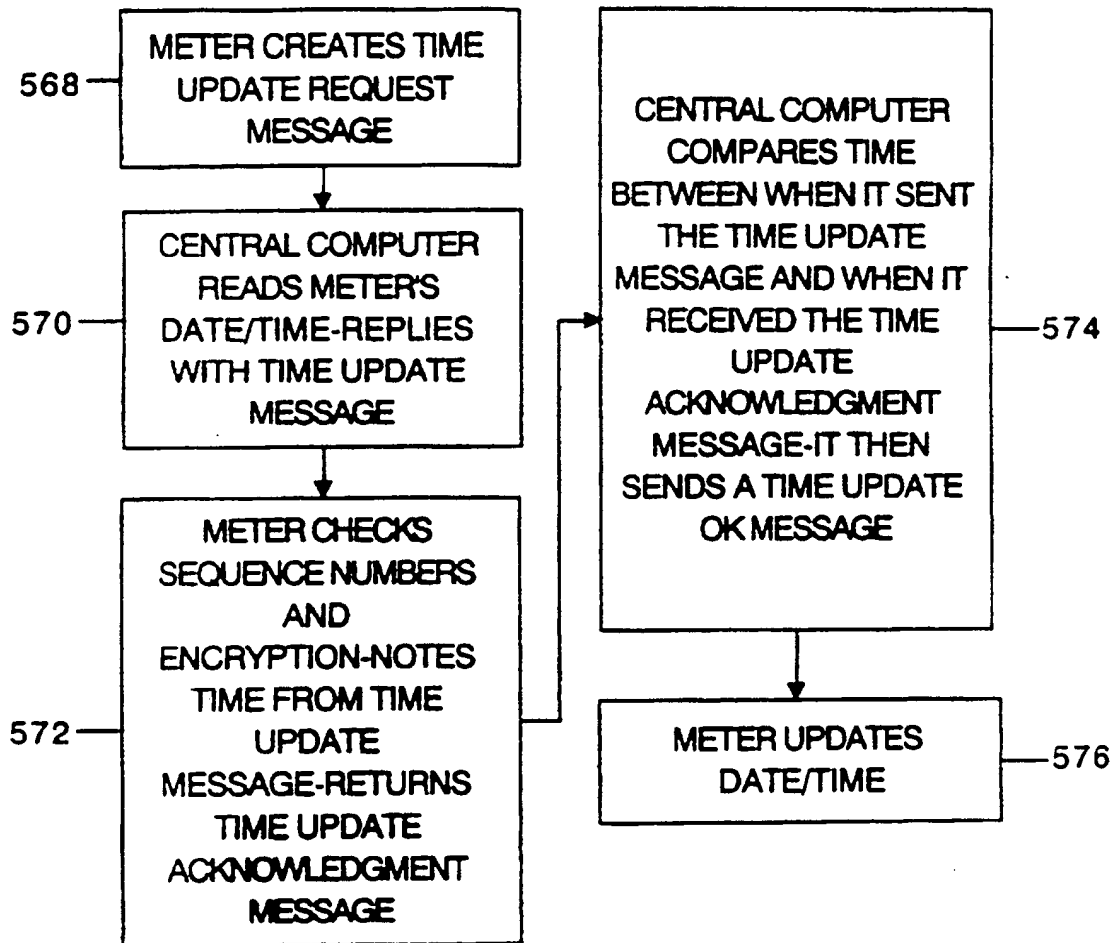 568
METER CREATES TIME
UPDATE REQUEST
MESSAGE
570
CENTRAL COMPUTER
READS METER'S
DATE/TIME-REPLIES
WITH TIME UPDATE
MESSAGE
572
METER CHECKS
SEQUENCE NUMBERS
AND
ENCRYPTION-NOTES
TIME FROM TIME
UPDATE
MESSAGE-RETURNS
TIME UPDATE
ACKNOWLEDGMENT
MESSAGE
CENTRAL COMPUTER
COMPARES TIME
BETWEEN WHEN IT SENT
THE TIME UPDATE
MESSAGE AND WHEN IT
RECEIVED THE TIME
UPDATE
ACKNOWLEDGMENT
MESSAGE-IT THEN
SENDS A TIME UPDATE
OK MESSAGE
574
METER UPDATES
DATE/TIME
576